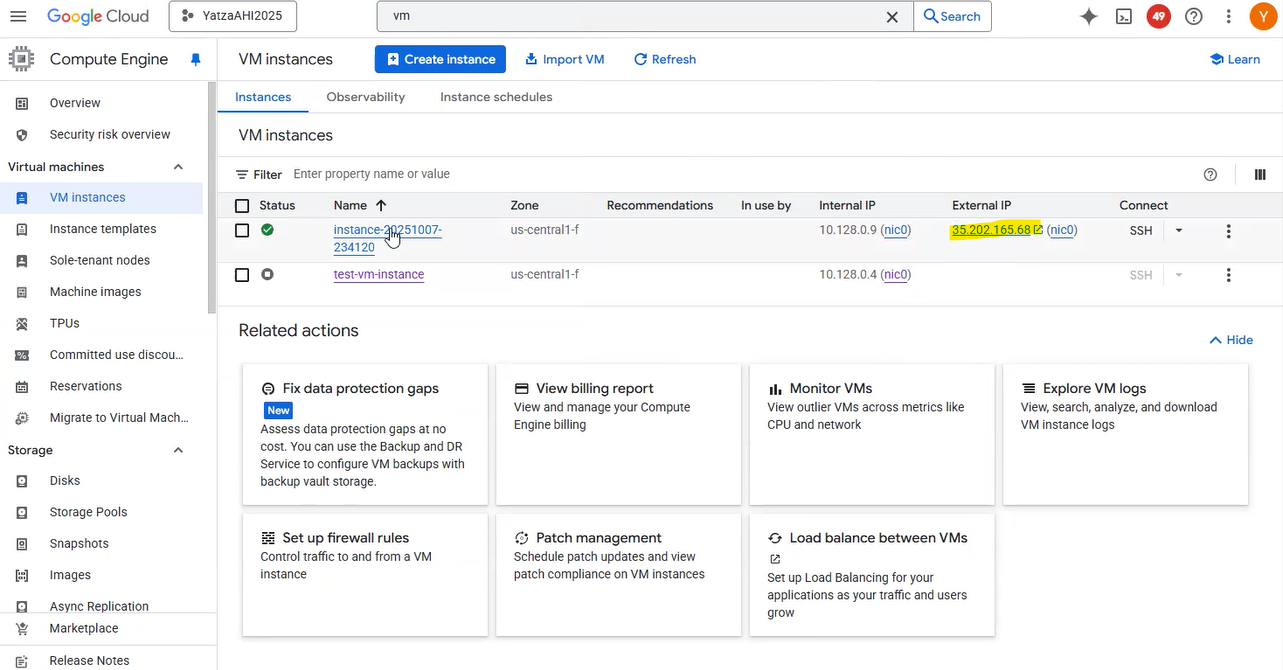 Google Cloud
YatzaAHI2025
vm
Search
49
Y
Compute Engine
VM instances
Create instance
Import VM
Refresh
Learn
Overview
Security risk overview
Virtual machines
VM instances
Instance templates
Sole-tenant nodes
Machine images
TPUs
Committed use discou...
Reservations
Migrate to Virtual Mach...
Storage
Disks
Storage Pools
Snapshots
Images
Async Replication
Marketplace
Release Notes
Instances
Observability
Instance schedules
VM instances
Filter Enter property name or value
Status Name Zone Recommendations In use by Internal IP External IP Connect
instance-20251007- us-central1-f 10.128.0.9 (nic0) 35.202.165.68 (nic0) SSH
234120
test-vm-instance us-central1-f 10.128.0.4 (nic0) SSH
Related actions
Hide
Fix data protection gaps
New
Assess data protection gaps at no
cost. You can use the Backup and DR
Service to configure VM backups with
backup vault storage.
View billing report
View and manage your Compute
Engine billing
Monitor VMs
View outlier VMs across metrics like
CPU and network
Explore VM logs
View, search, analyze, and download
VM instance logs
Set up firewall rules
Control traffic to and from a VM
instance
Patch management
Schedule patch updates and view
patch compliance on VM instances
Load balance between VMs
Set up Load Balancing for your
applications as your traffic and users
grow